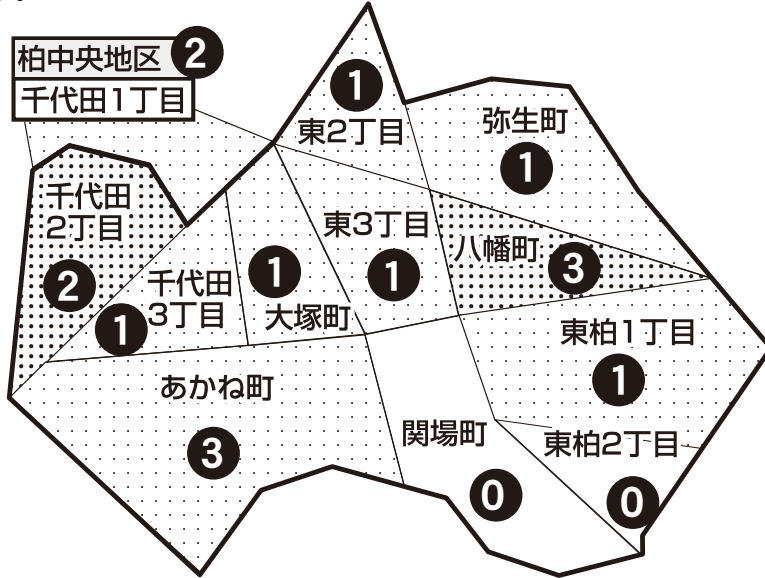 柏中央地区 2
千代田1丁目
1
東2丁目
弥生町
1
千代田
2丁目
2
東3丁目
1
八幡町
3
千代田
3丁目
1
1
大塚町
東柏1丁目
1
あかね町
3
関場町
0
東柏2丁目
0